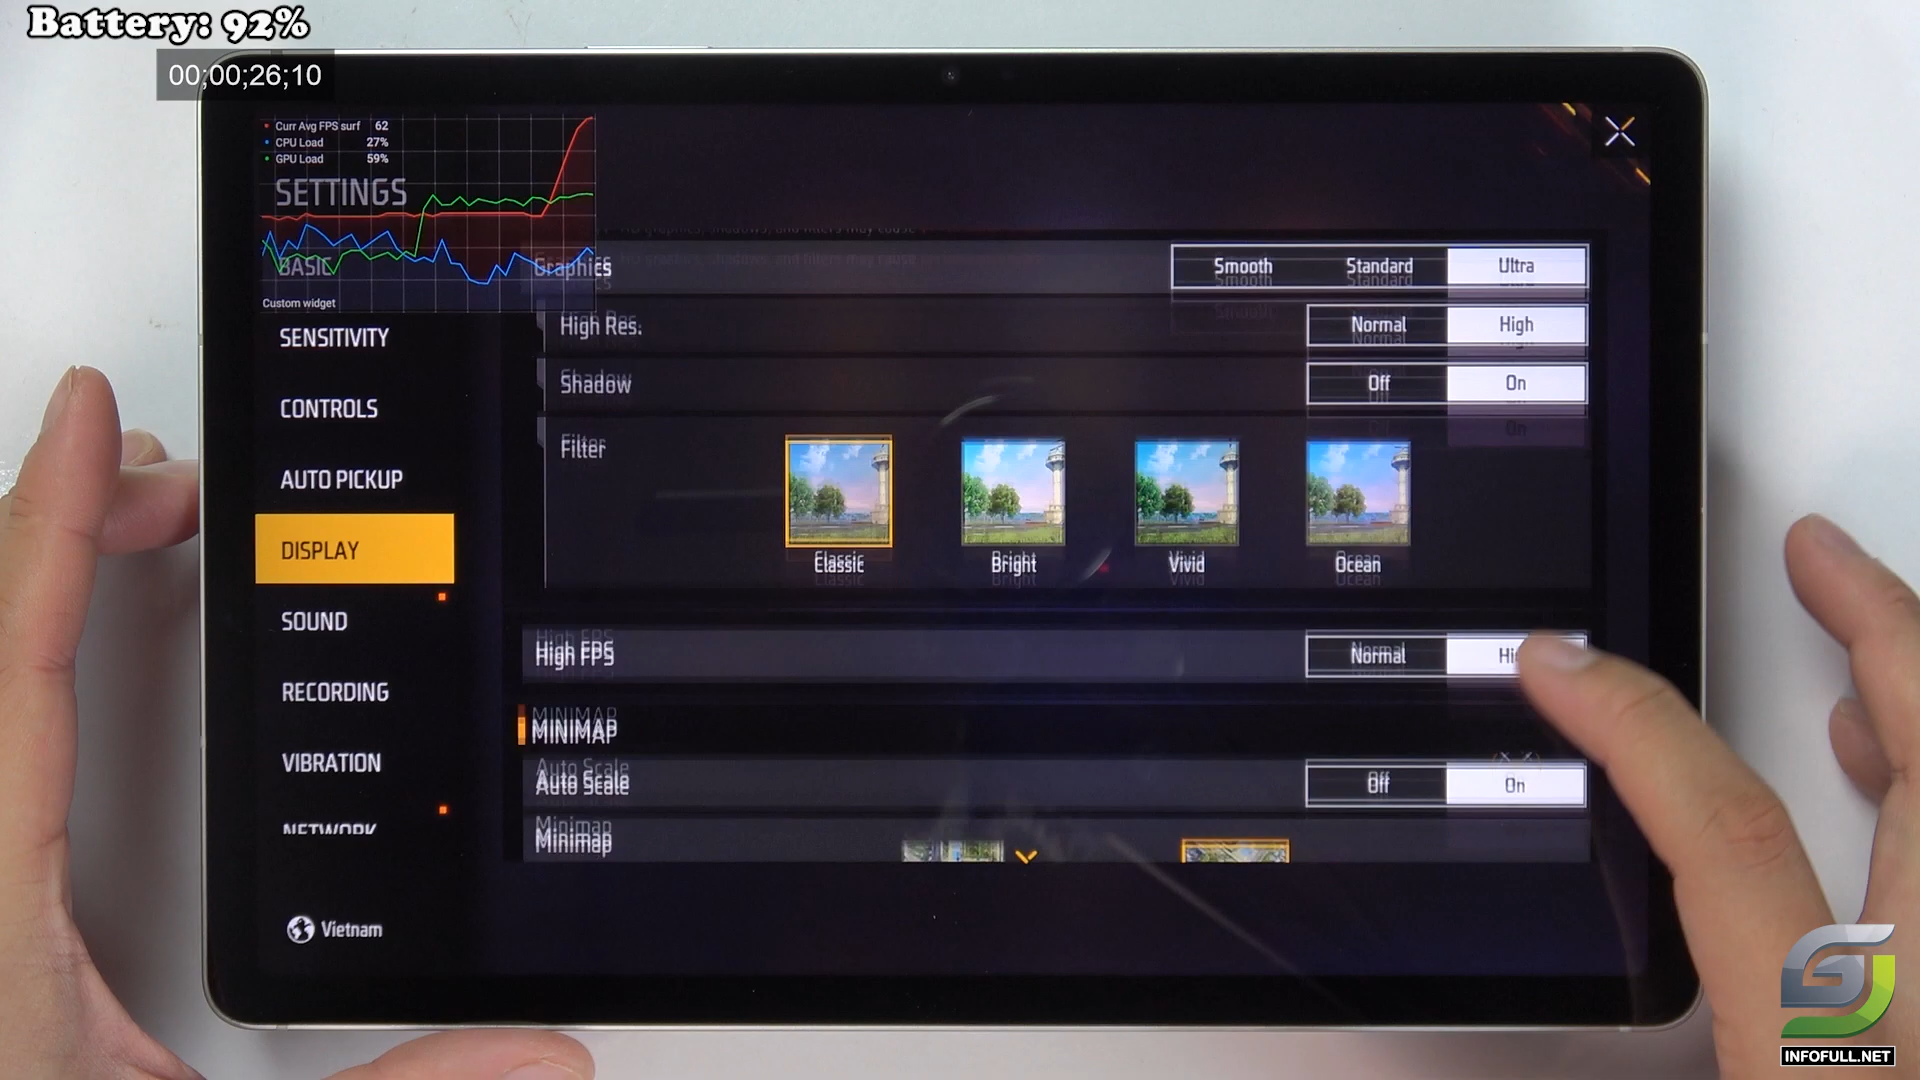 Battery: 92%
00;00;26;10
Curr Avg FPS surf 62
CPU Load 27%
GPU Load 59%
SETTINGS
BASIC
Custom widget
SENSITIVITY
CONTROLS
AUTO PICKUP
DISPLAY
SOUND
RECORDING
VIBRATION
NETWORK
Vietnam
Graphics
Smooth Standard Ultra
High Res.
Normal High
Shadow
Off On
Filter
Classic Bright Vivid Ocean
High FPS
Normal
MINIMAP
Auto Scale
Off On
Minimap
INFOFULL.NET